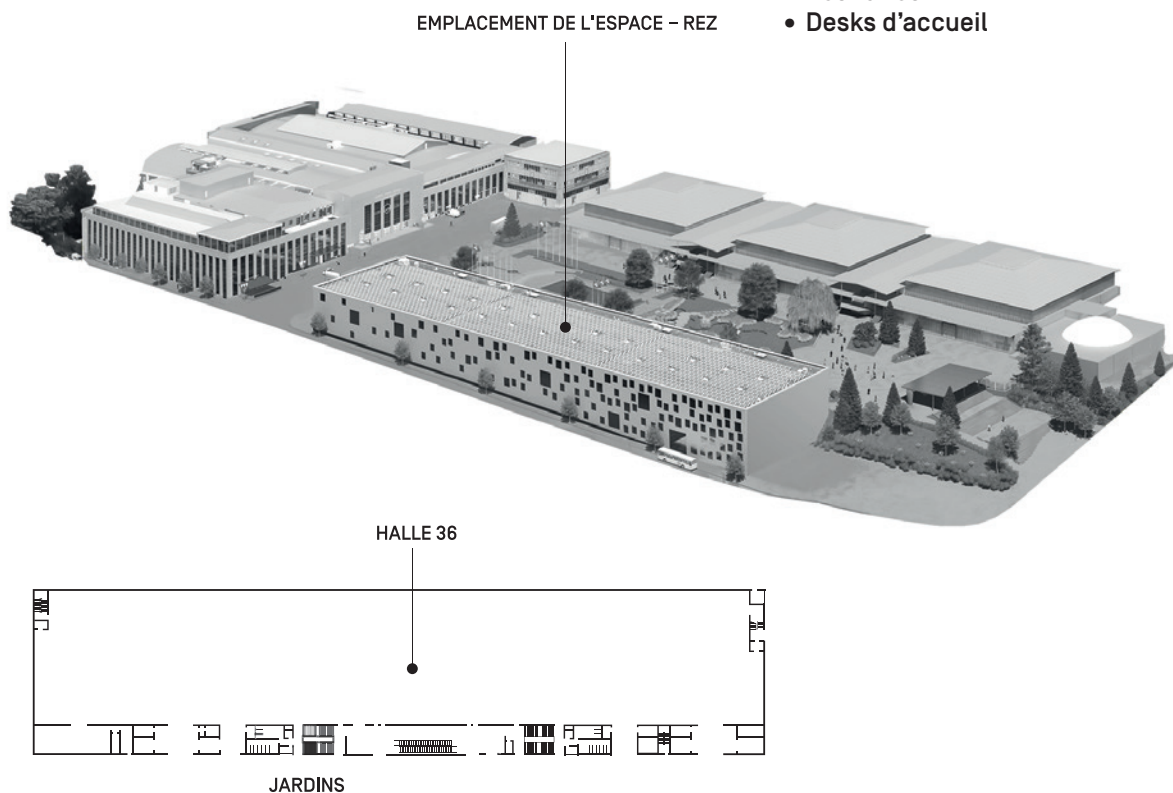 EMPLACEMENT DE L'ESPACE – REZ
• Desks d'accueil
HALLE 36
JARDINS